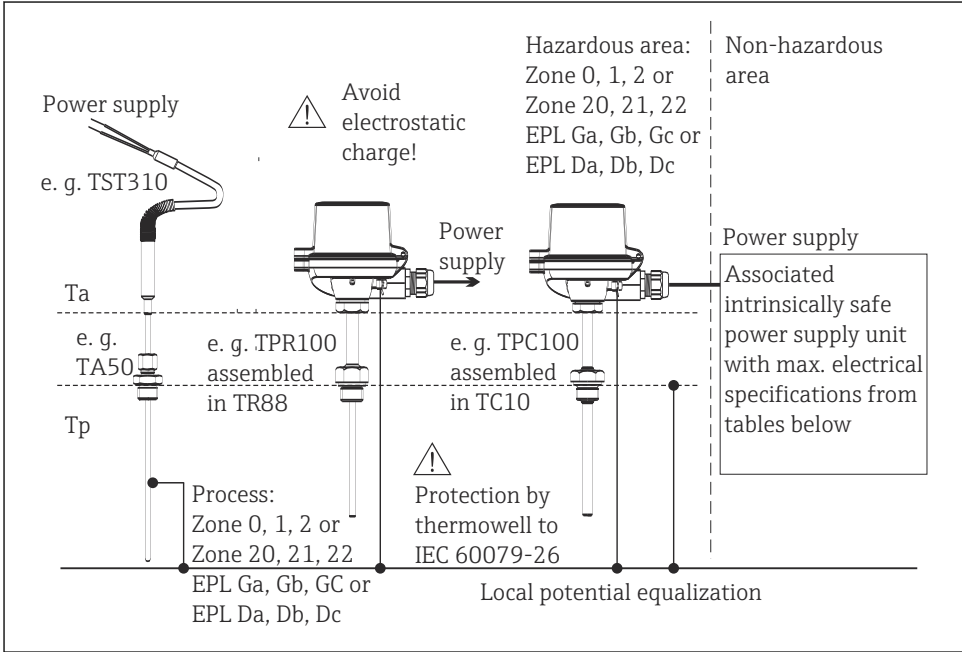 Power supply
e. g. TST310
Ta
e. g.
TA50
Tp
Avoid
electrostatic
charge!
Hazardous area:
Zone 0, 1, 2 or
Zone 20, 21, 22
EPL Ga, Gb, Gc or
EPL Da, Db, Dc
Non-hazardous
area
Power
supply
Power supply
Associated
intrinsically safe
power supply unit
with max. electrical
specifications from
tables below
e. g. TPR100
assembled
in TR88
e. g. TPC100
assembled
in TC10
Process:
Zone 0, 1, 2 or
Zone 20, 21, 22
EPL Ga, Gb, GC or
EPL Da, Db, Dc
Protection by
thermowell to
IEC 60079-26
Local potential equalization